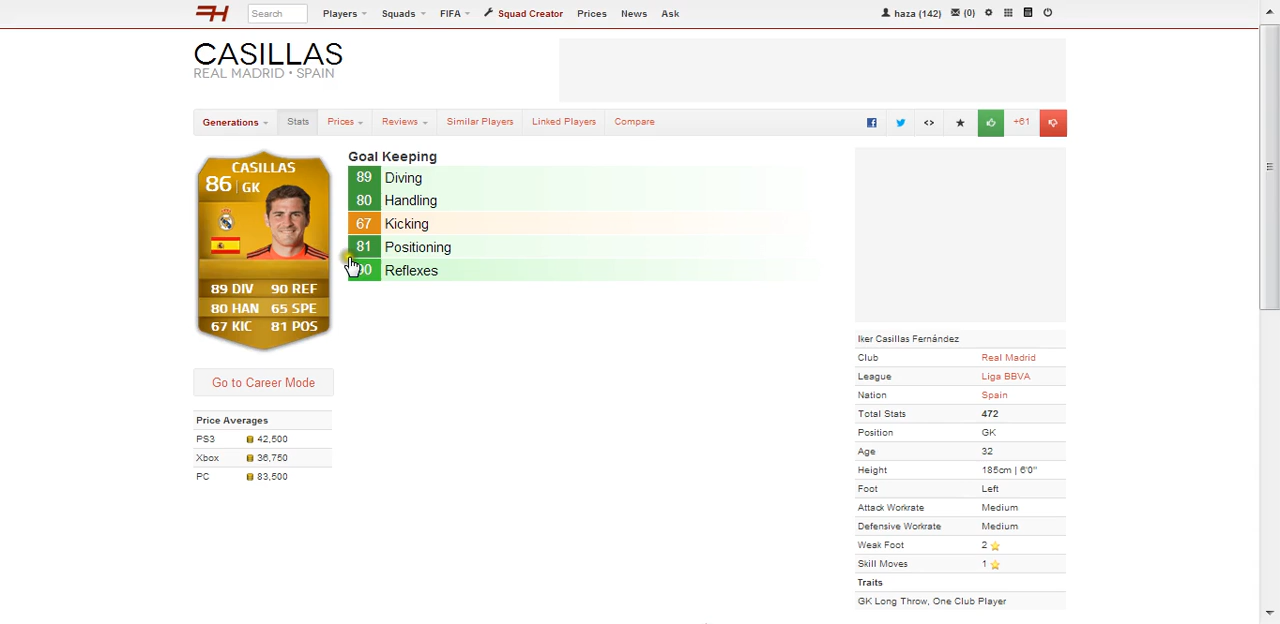 Search
Players
Squads
FIFA
Squad Creator
Prices
News
Ask
haza (142)
(0)
CASILLAS
REAL MADRID • SPAIN
Generations
Stats
Prices
Reviews
Similar Players
Linked Players
Compare
+61
CASILLAS
86 GK
89 DIV 90 REF
80 HAN 65 SPE
67 KIC 81 POS
Goal Keeping
89 Diving
80 Handling
67 Kicking
81 Positioning
90 Reflexes
Go to Career Mode
Price Averages
PS3 42,500
Xbox 36,750
PC 83,500
Iker Casillas Fernández
Club Real Madrid
League Liga BBVA
Nation Spain
Total Stats 472
Position GK
Age 32
Height 185cm | 6'0"
Foot Left
Attack Workrate Medium
Defensive Workrate Medium
Weak Foot 2
Skill Moves 1
Traits
GK Long Throw, One Club Player